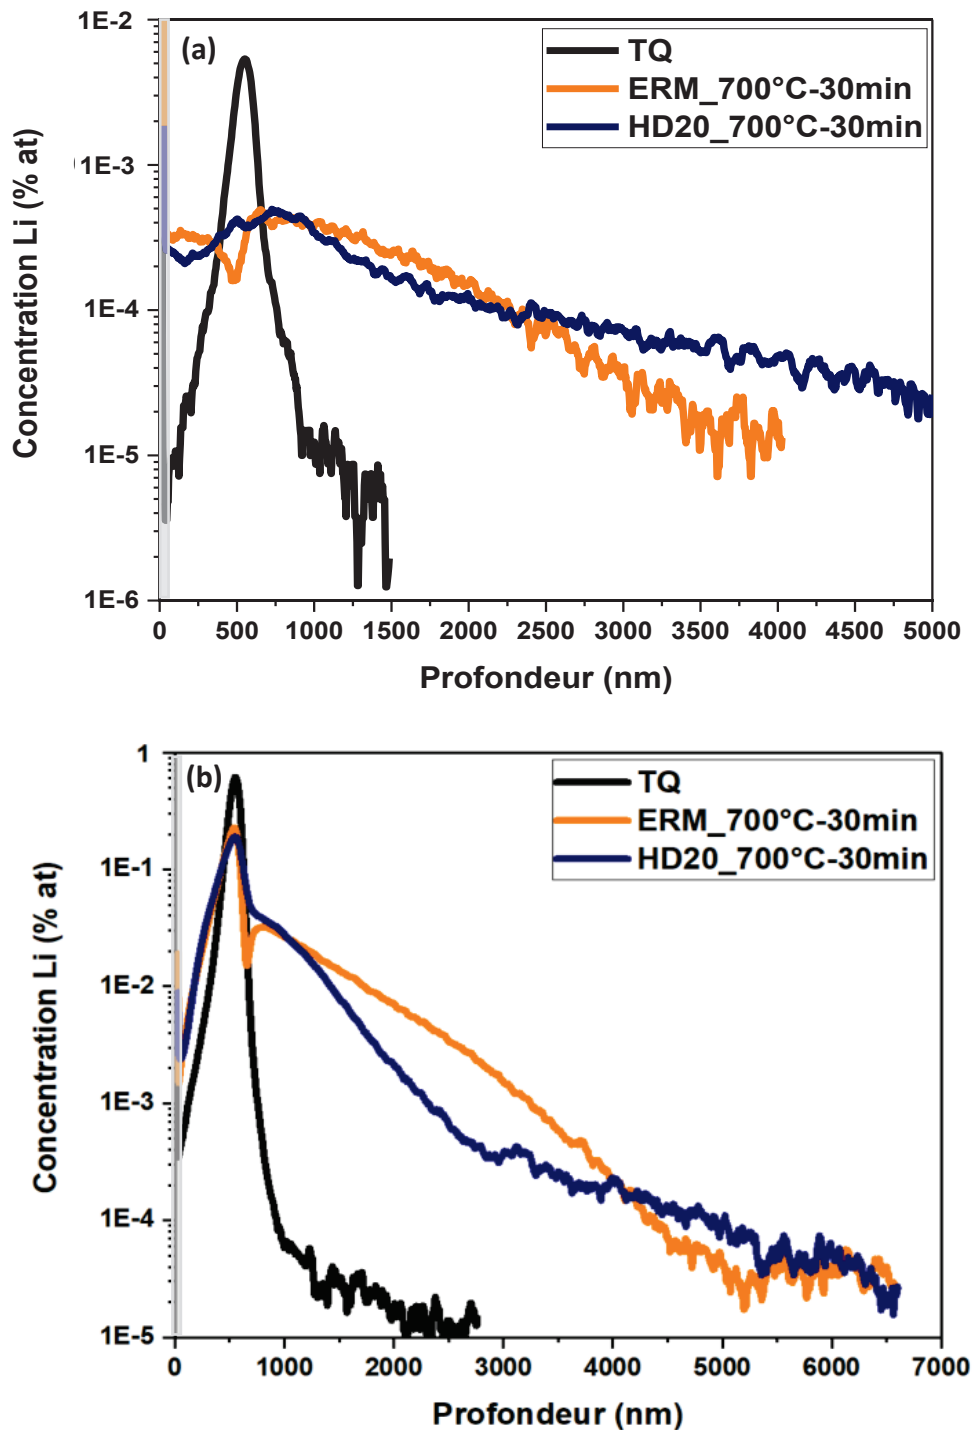 (a)
TQ
ERM_700°C-30min
HD20_700°C-30min
Concentration Li (% at)
1E-2
1E-3
1E-4
1E-5
1E-6
0 500 1000 1500 2000 2500 3000 3500 4000 4500 5000
Profondeur (nm)
(b)
TQ
ERM_700°C-30min
HD20_700°C-30min
Concentration Li (% at)
1
1E-1
1E-2
1E-3
1E-4
1E-5
0 1000 2000 3000 4000 5000 6000 7000
Profondeur (nm)